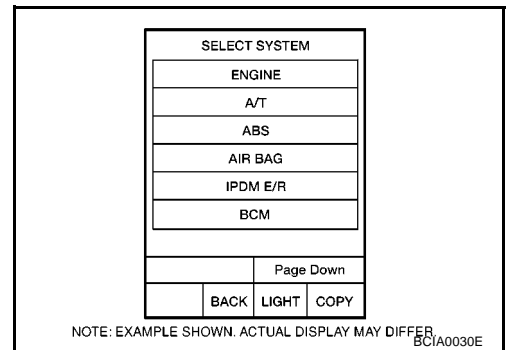 SELECT SYSTEM
ENGINE
A/T
ABS
AIR BAG
IPDM E/R
BCM
Page Down
BACK LIGHT COPY
NOTE: EXAMPLE SHOWN. ACTUAL DISPLAY MAY DIFFER.
BCIA0030E